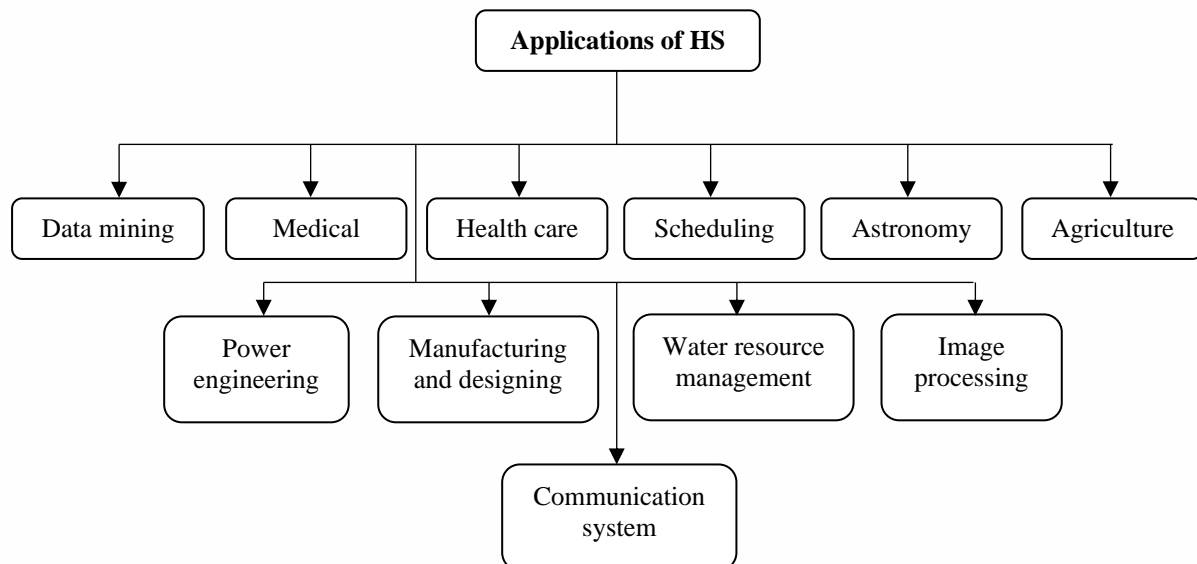 Applications of HS
Data mining
Medical
Health care
Scheduling
Astronomy
Agriculture
Power
engineering
Manufacturing
and designing
Water resource
management
Image
processing
Communication
system